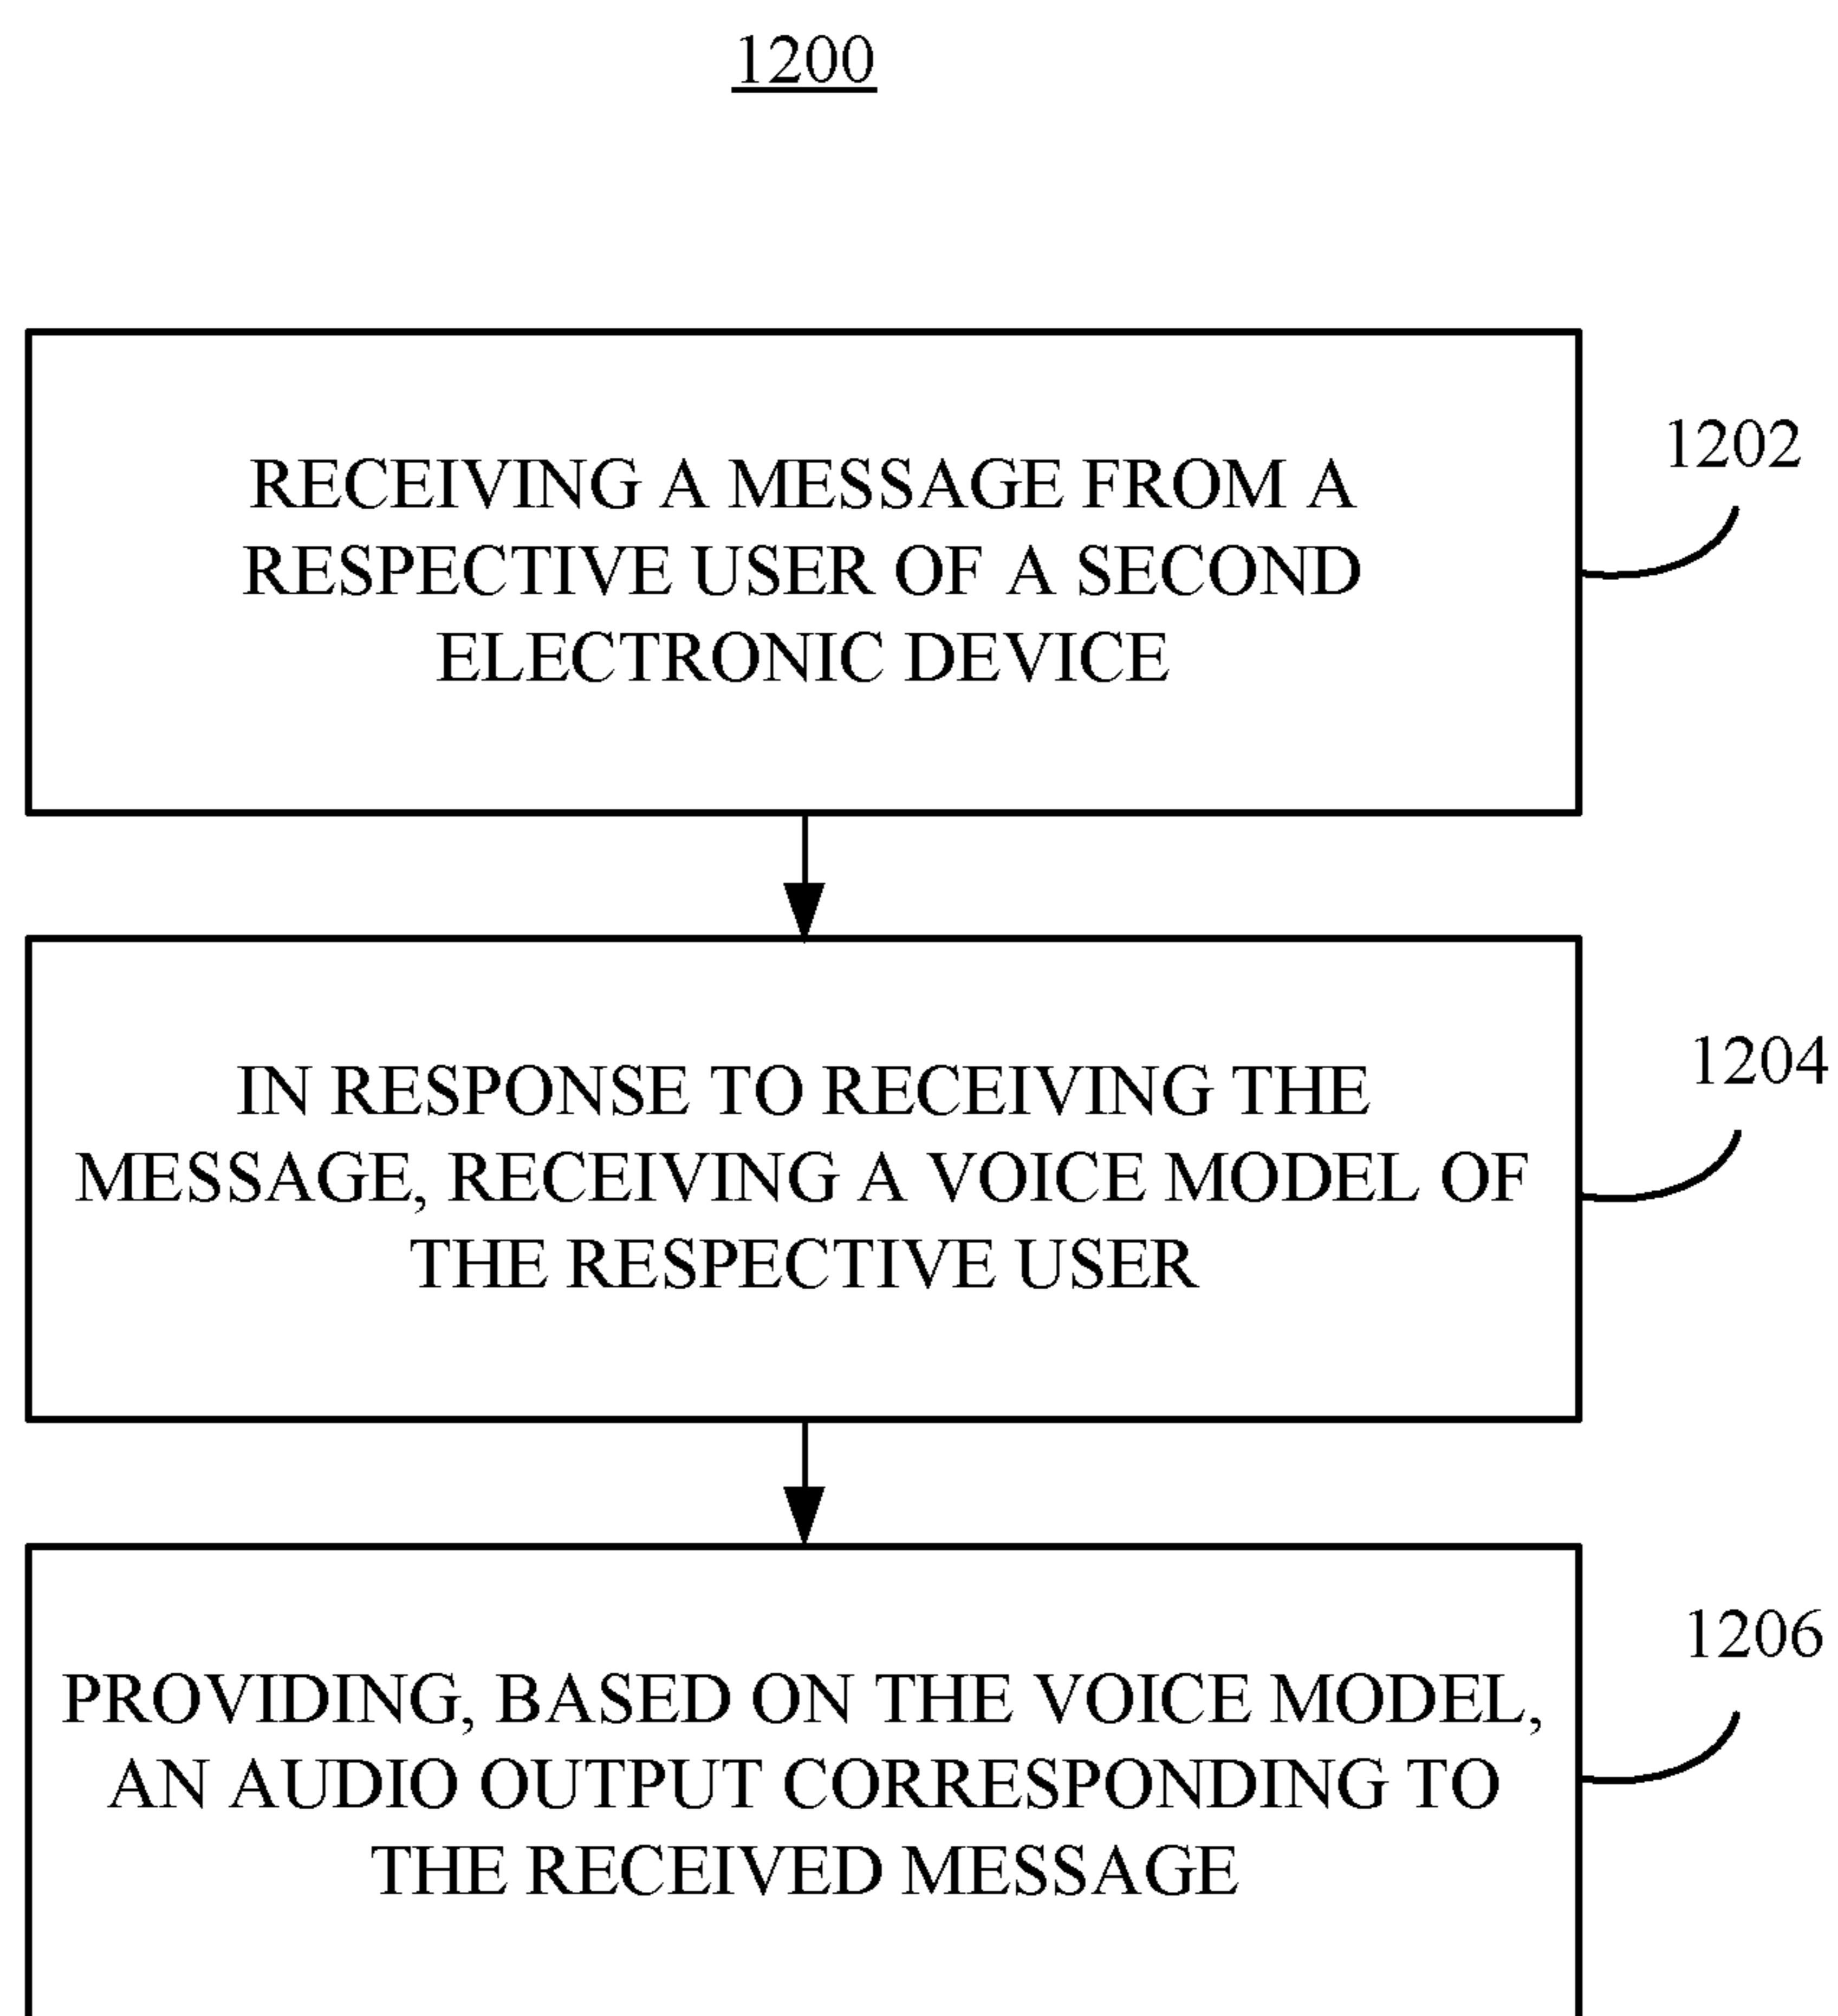 1200
RECEIVING A MESSAGE FROM A
RESPECTIVE USER OF A SECOND
ELECTRONIC DEVICE
1202
IN RESPONSE TO RECEIVING THE
MESSAGE, RECEIVING A VOICE MODEL OF
THE RESPECTIVE USER
1204
PROVIDING, BASED ON THE VOICE MODEL,
AN AUDIO OUTPUT CORRESPONDING TO
THE RECEIVED MESSAGE
1206